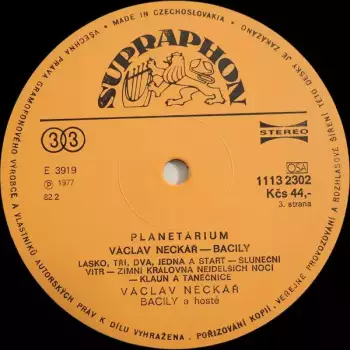 VŠECHNA PRÁVA GRAMOFONOVÉHO VÝROBCE A VLASTNÍKŮ AUTORSKÝCH PRÁV K DÍLU VYHRAŽENA. POŘIZOVÁNÍ KOPIÍ, VEŘEJNÉ PROVOZOVÁNÍ A ROZHLASOVÉ ŠÍŘENÍ TÉTO DESKY JE ZAKÁZÁNO
• MADE IN CZECHOSLOVAKIA •
SUPRAPHON
33
STEREO
E 3919
Ⓟ 1977
82 2
OSA
1113 2302
Kčs 44,-
3. strana
PLANETÁRIUM
VÁCLAV NECKÁŘ — BACILY
LÁSKO, TŘI, DVA, JEDNA A START — SLUNEČNÍ
VÍTR — ZIMNÍ KRÁLOVNA NEJDELŠÍCH NOCÍ
— KLAUN A TANEČNICE
VÁCLAV NECKÁŘ
BACILY a hosté